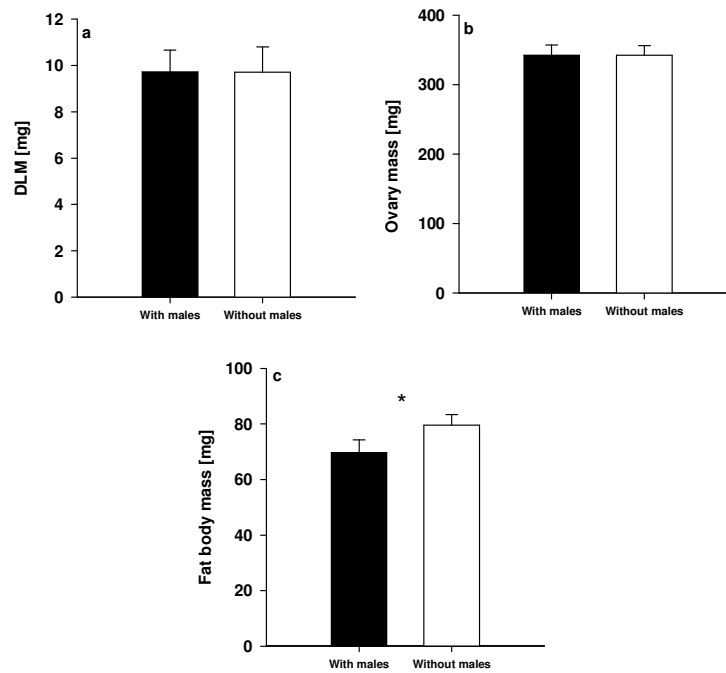 a
DLM [mg]
12
10
8
6
4
2
0
With males
Without males
b
Ovary mass [mg]
400
300
200
100
0
With males
Without males
c
*
Fat body mass [mg]
100
80
60
40
20
0
With males
Without males